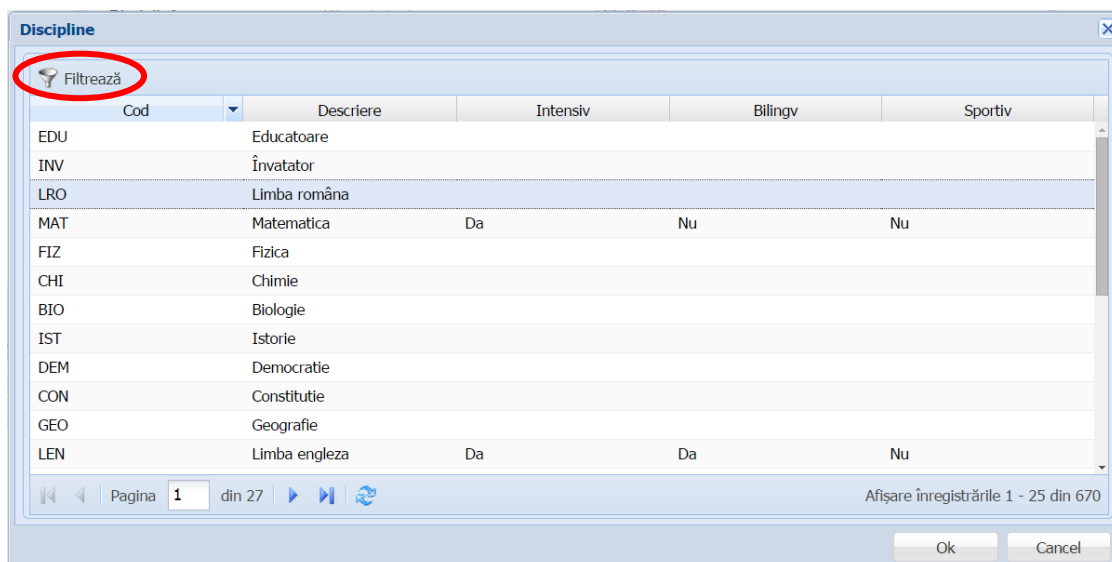 Discipline
Filtrează
Cod Descriere Intensiv Bilingv Sportiv
EDU Educatoare
INV Învatator
LRO Limba româna
MAT Matematica Da Nu Nu
FIZ Fizica
CHI Chimie
BIO Biologie
IST Istorie
DEM Democratie
CON Constitutie
GEO Geografie
LEN Limba engleza Da Da Nu
Pagina 1 din 27 Afișare înregistrările 1 - 25 din 670
Ok Cancel